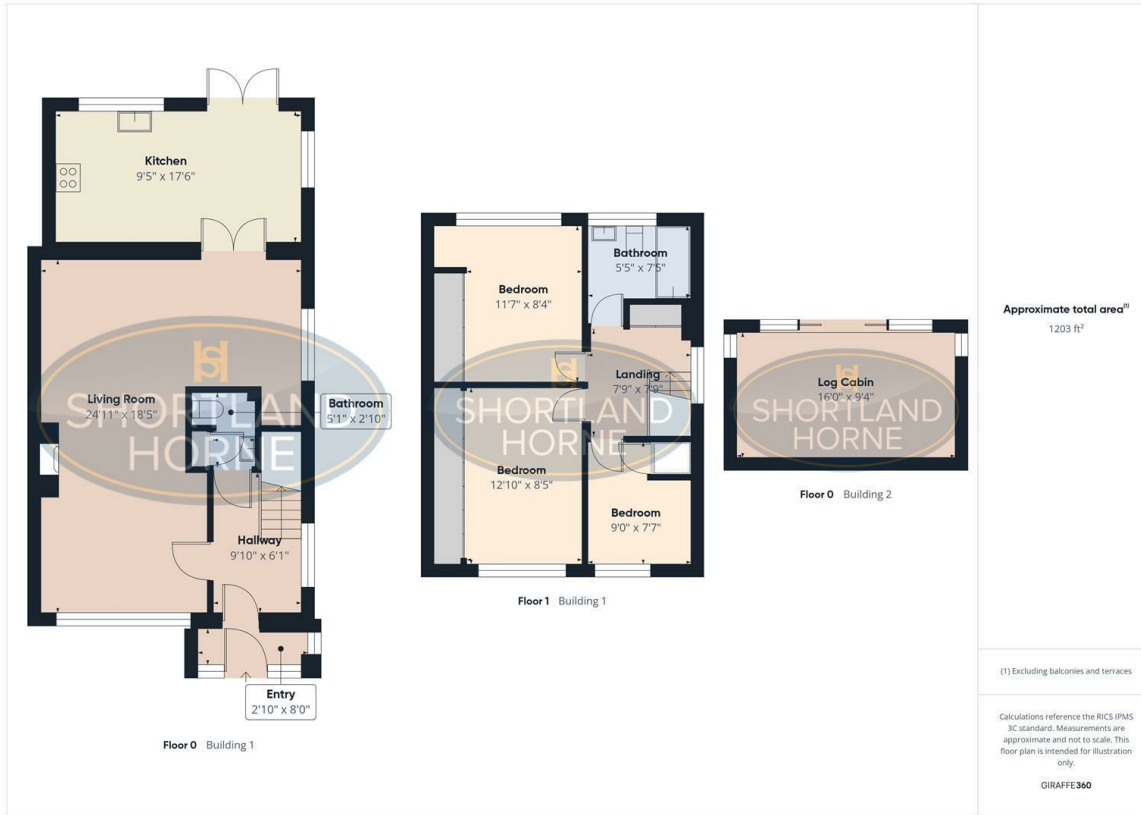 Kitchen
9'5" x 17'6"
Living Room
24'11" x 18'5"
Bathroom
5'1" x 2'10"
Hallway
9'10" x 6'1"
Entry
2'10" x 8'0"
Floor 0 Building 1
SHORTLAND
HORNE
Bathroom
5'5" x 7'5"
Bedroom
11'7" x 8'4"
Landing
7'9" x 7'9"
Bedroom
12'10" x 8'5"
Bedroom
9'0" x 7'7"
Floor 1 Building 1
SHORTLAND
HORNE
Log Cabin
16'0" x 9'4"
Floor 0 Building 2
SHORTLAND
HORNE
Approximate total area(1)
1203 ft²
(1) Excluding balconies and terraces
Calculations reference the RICS IPMS
3C standard. Measurements are
approximate and not to scale. This
floor plan is intended for illustration
only.
GIRAFFE360